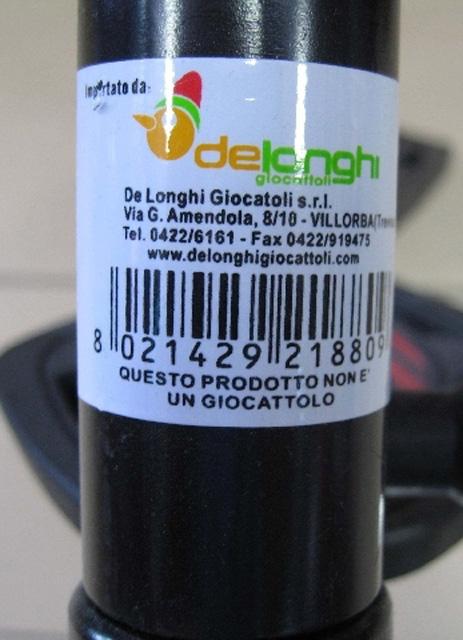 Importato da:
delonghi
giocattoli
De Longhi Giocatoli s.r.l.
Via G. Amendola, 8/10 - VILLORBA
Tel. 0422/6161 - Fax 0422/919475
www.delonghigiocattoli.com
8 021429 218809
QUESTO PRODOTTO NON E'
UN GIOCATTOLO